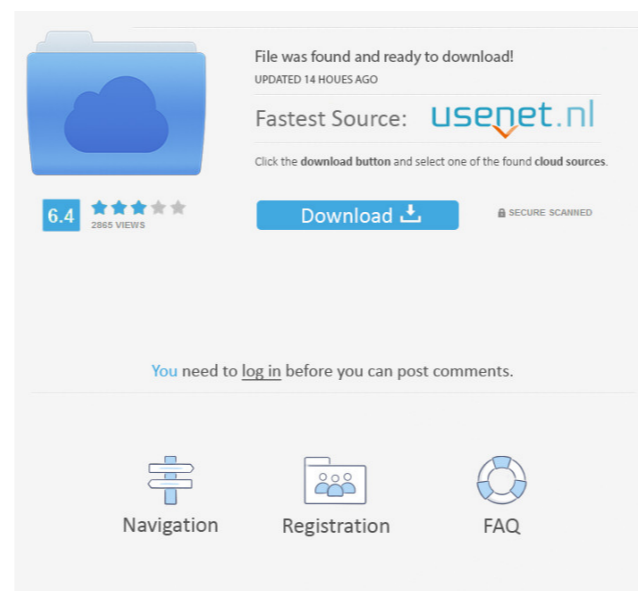 File was found and ready to download!
UPDATED 14 HOUES AGO
Fastest Source: usenet.nl
Click the download button and select one of the found cloud sources.
6.4
2865 VIEWS
Download
SECURE SCANNED
You need to log in before you can post comments.
Navigation
Registration
FAQ